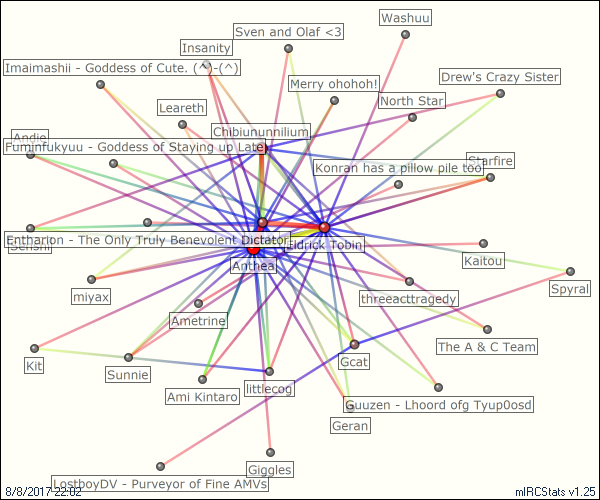 Washuu
Sven and Olaf <3
Insanity
Imaimashii - Goddess of Cute. (^)-(^)
Drew's Crazy Sister
Merry ohohoh!
North Star
Leareth
Chibiununnilium
Andie
Fuminfukyuu - Goddess of Staying up Late
Starfire
Konran has a pillow pile too
Entharion - The Only Truly Benevolent Dictator
Eldrick Tobin
Senshi
Kaitou
Anthea
Spyral
miyax
threeacttragedy
Ametrine
The A & C Team
Gcat
Kit
Sunnie
littlecog
Ami Kintaro
Guuzen - Lhoord ofg Tyup0osd
Geran
Giggles
LostboyDV - Purveyor of Fine AMVs
8/8/2017 22:02
mIRCStats v1.25